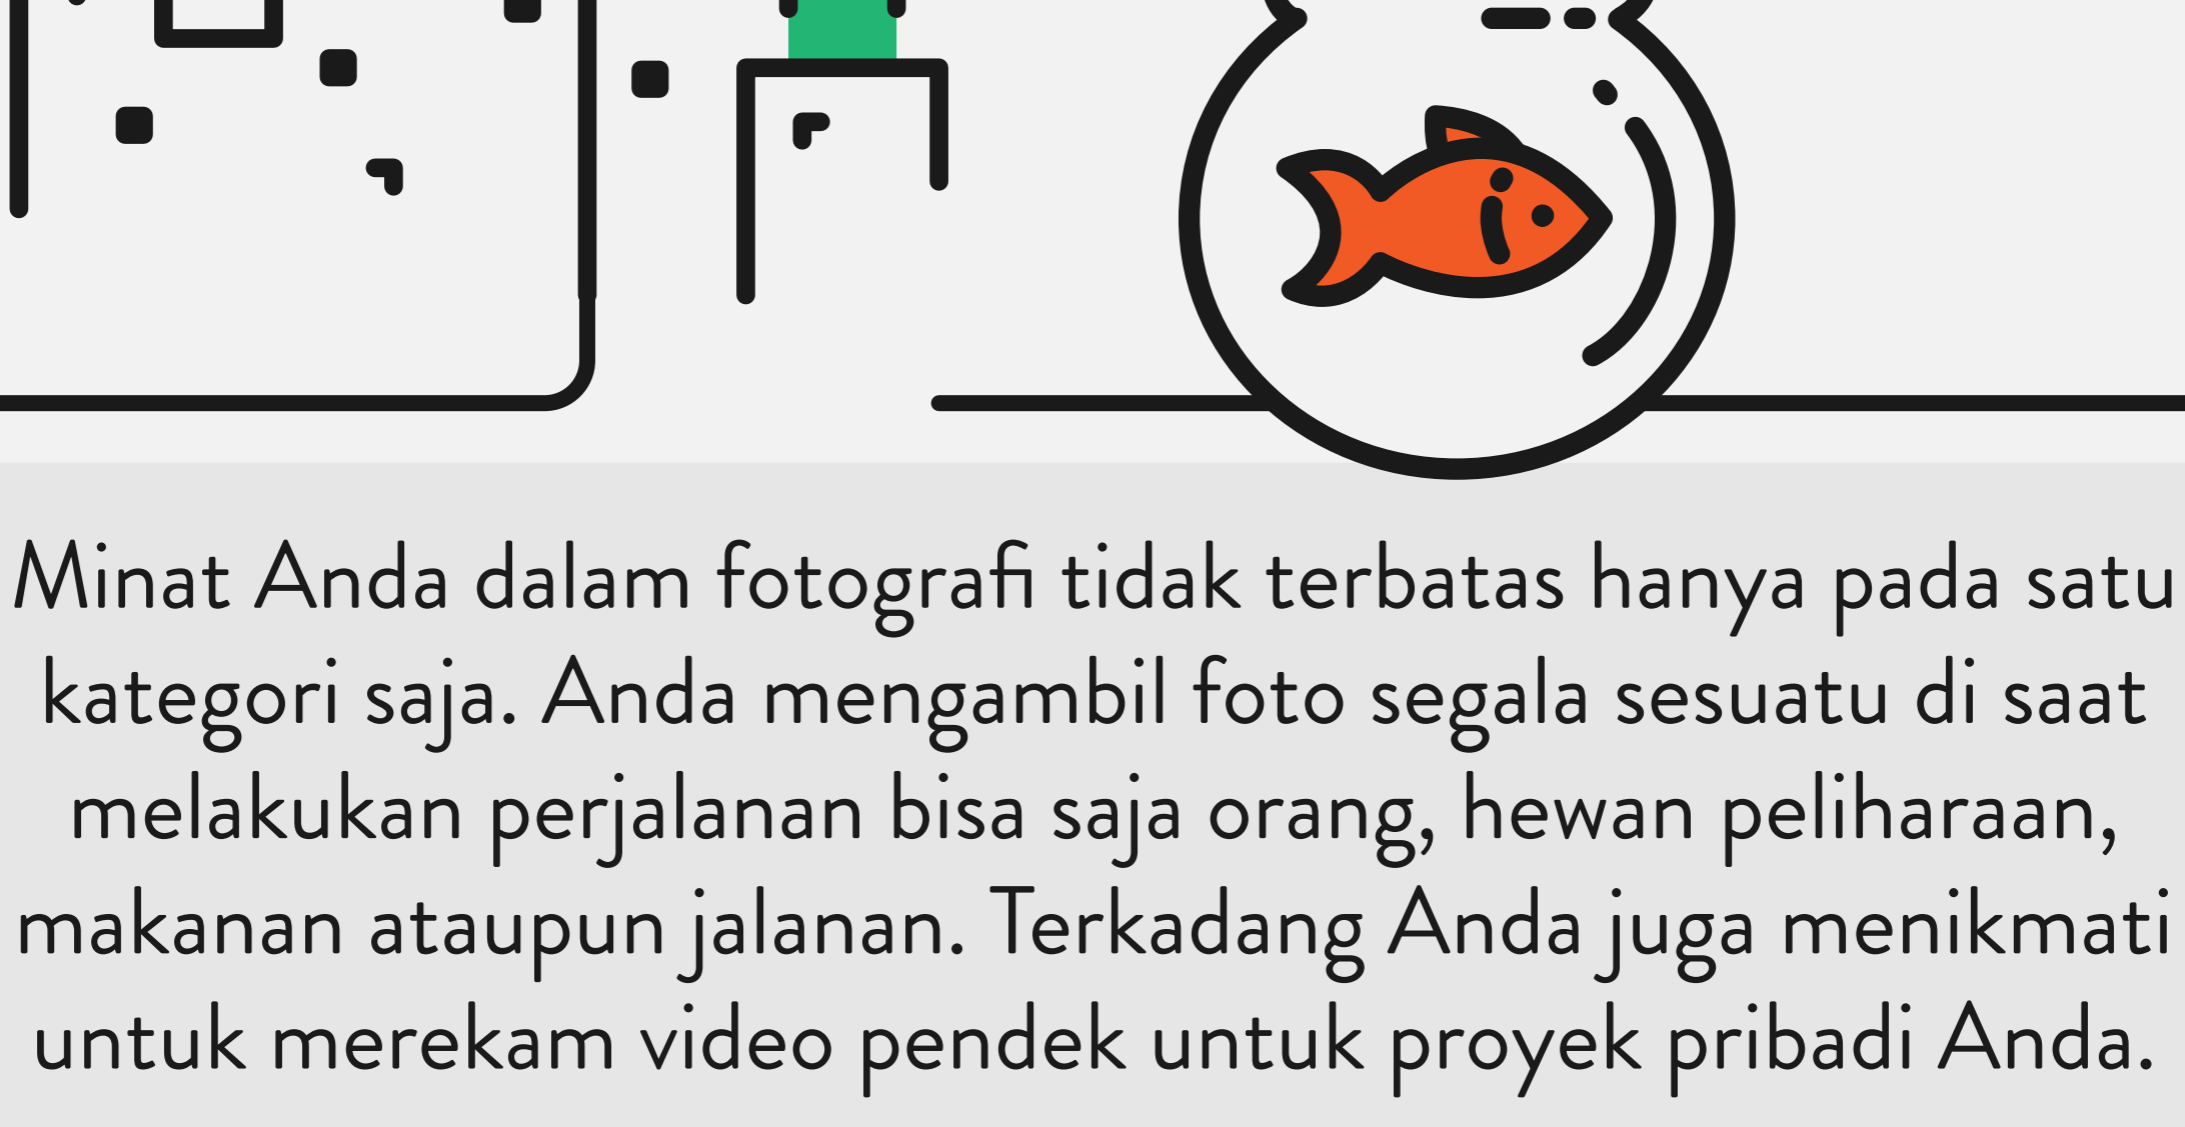 Minat Anda dalam fotografi tidak terbatas hanya pada satu
kategori saja. Anda mengambil foto segala sesuatu di saat
melakukan perjalanan bisa saja orang, hewan peliharaan,
makanan ataupun jalanan. Terkadang Anda juga menikmati
untuk merekam video pendek untuk proyek pribadi Anda.